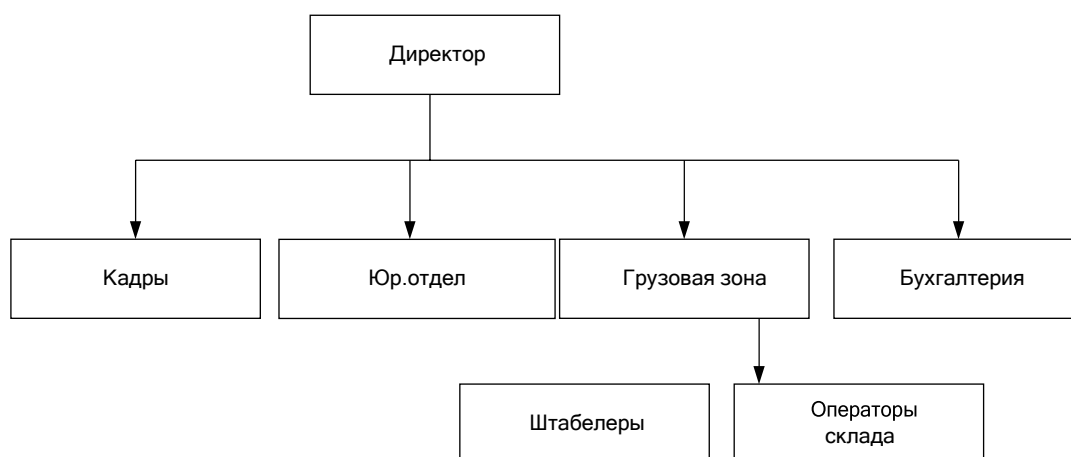 Директор
Кадры
Юр.отдел
Грузовая зона
Бухгалтерия
Штабелеры
Операторы
склада